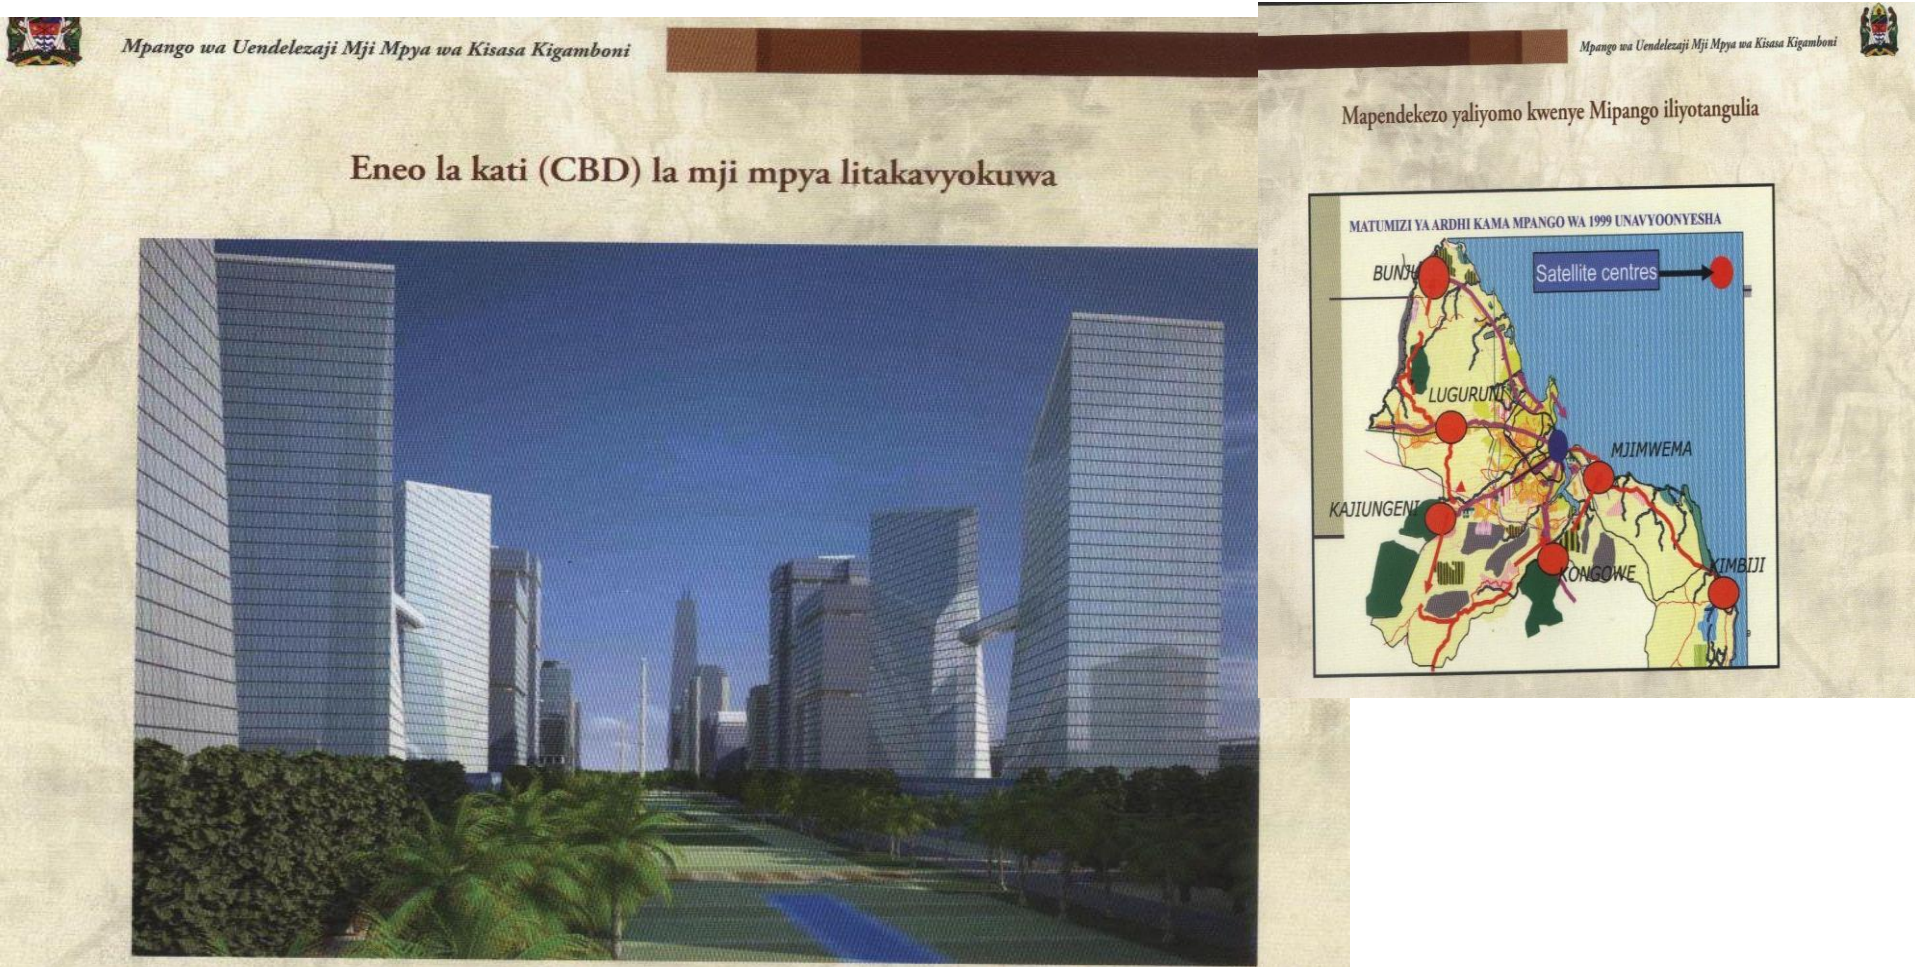 Mpango wa Uendelezaji Mji Mpya wa Kisasa Kigamboni
Eneo la kati (CBD) la mji mpya litakavyokuwa
Mpango wa Uendelezaji Mji Mpya wa Kisasa Kigamboni
Mapendekezo yaliyomo kwenye Mipango iliyotangulia
MATUMIZI YA ARDHI KAMA MPANGO WA 1999 UNAVYOONYESHA
BUNJU
Satellite centres
LUGURUNI
MJIMWEMA
KAJIUNGENI
KONGOWE
KIMBIJI